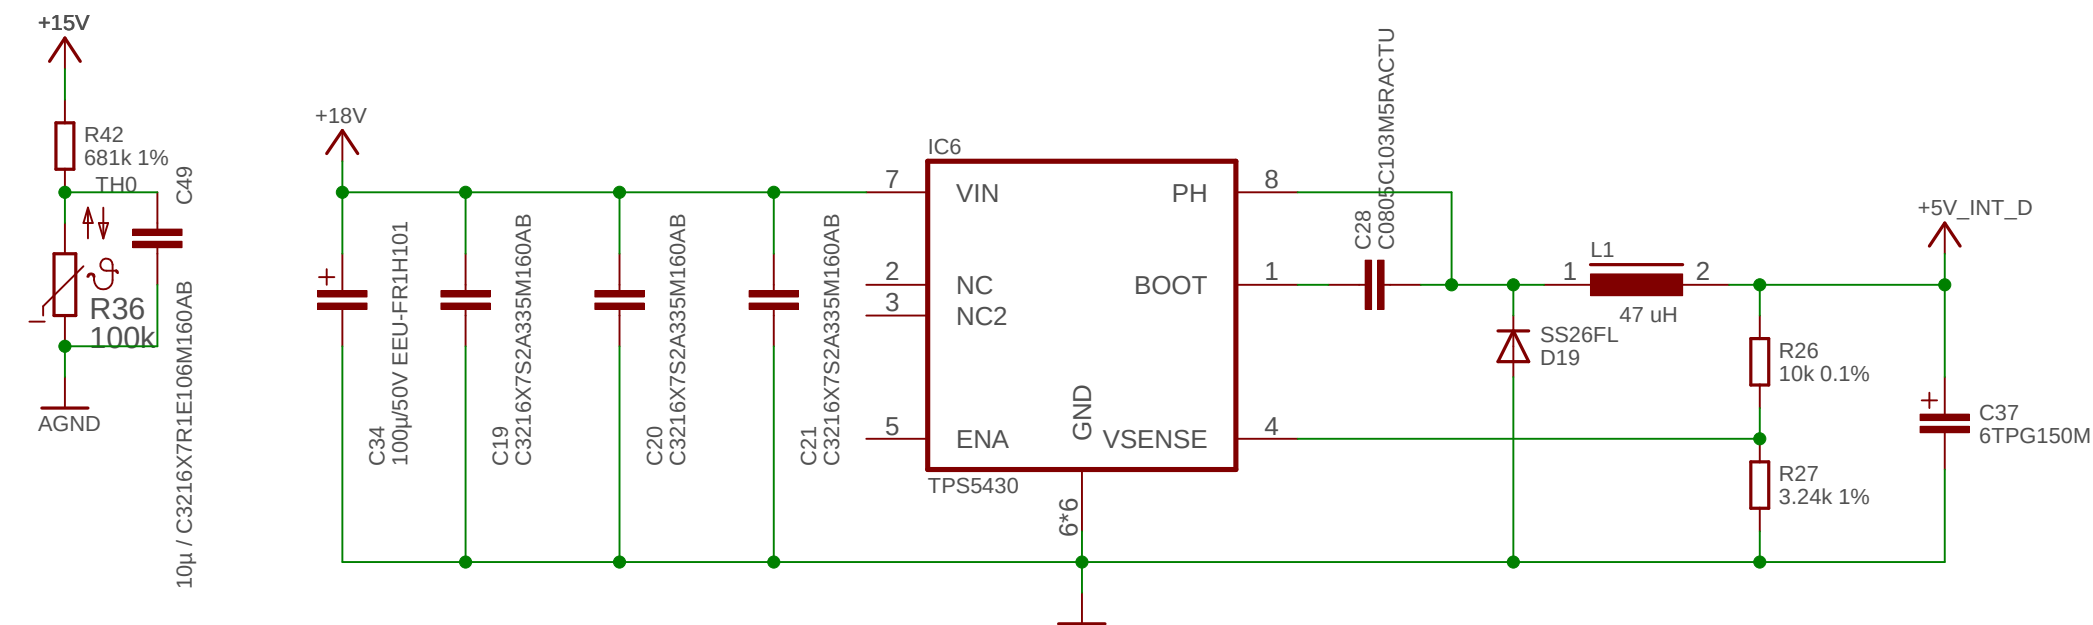 +15V
R42
681k 1%
TH0
C49
10µ / C3216X7R1E106M160AB
R36
100k
AGND
+18V
C34
100µ/50V EEU-FR1H101
C19
C3216X7S2A335M160AB
C20
C3216X7S2A335M160AB
C21
C3216X7S2A335M160AB
IC6
7
VIN
2
NC
3
NC2
5
ENA
GND
PH
8
BOOT
1
VSENSE
4
TPS5430
6*6
C28
C0805C103M5RACTU
L1
1
2
47 uH
SS26FL
D19
+5V_INT_D
R26
10k 0.1%
R27
3.24k 1%
+
C37
6TPG150M
+